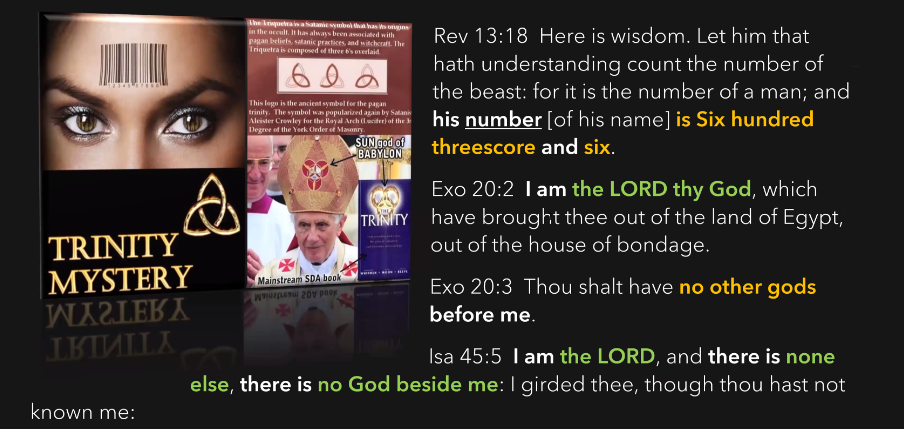 The Triquetra is a Satanic symbol that has its origins
in the occult. It has always been associated with
pagan beliefs, satanic practices, and witchcraft. The
Triquetra is composed of three 6's overlaid.
This logo is the ancient symbol for the pagan
trinity. The symbol was popularized again by Satanis
Aleister Crowley for the Royal Arch (Lucifer) of the
Degree of the York Order of Masonry.
SUN god of
BABYLON
THE
TRINITY
Mainstream SDA book
TRINITY
MYSTERY
Rev 13:18 Here is wisdom. Let him that
hath understanding count the number of
the beast: for it is the number of a man; and
his number [of his name] is Six hundred
threescore and six.
Exo 20:2 I am the LORD thy God, which
have brought thee out of the land of Egypt,
out of the house of bondage.
Exo 20:3 Thou shalt have no other gods
before me.
Isa 45:5 I am the LORD, and there is none
else, there is no God beside me: I girded thee, though thou hast not
known me: